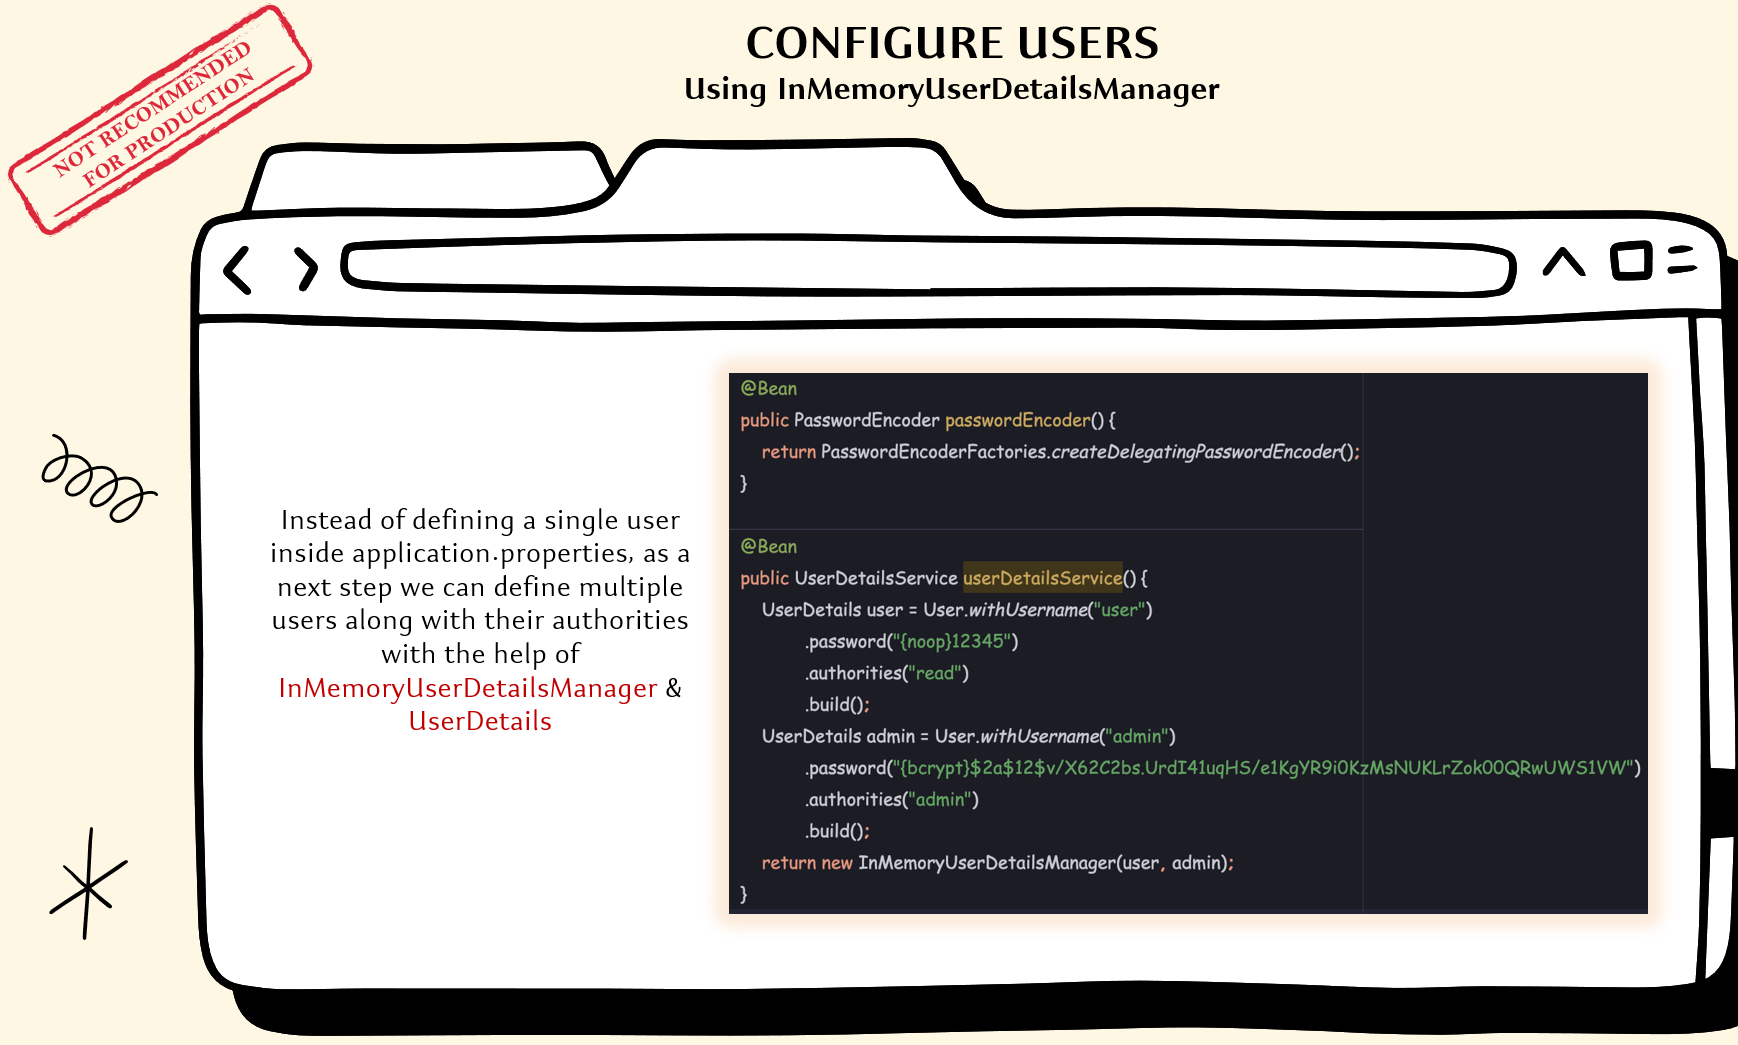 NOT RECOMMENDED
FOR PRODUCTION
CONFIGURE USERS
Using InMemoryUserDetailsManager
Instead of defining a single user
inside application.properties, as a
next step we can define multiple
users along with their authorities
with the help of
InMemoryUserDetailsManager &
UserDetails
@Bean
public PasswordEncoder passwordEncoder() {
return PasswordEncoderFactories.createDelegatingPasswordEncoder();
}
@Bean
public UserDetailsService userDetailsService() {
UserDetails user = User.withUsername("user")
.password("{noop}12345")
.authorities("read")
.build();
UserDetails admin = User.withUsername("admin")
.password("{bcrypt}$2a$12$v/X62C2bs.UrdI41uqHS/e1KgYR9i0KzMsNUKLrZok00QRwUWS1VW")
.authorities("admin")
.build();
return new InMemoryUserDetailsManager(user, admin);
}